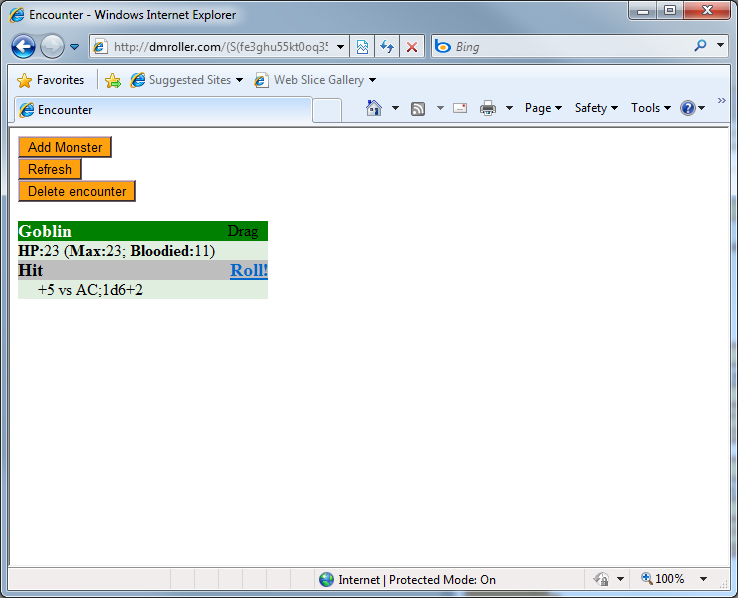 Encounter - Windows Internet Explorer
http://dmroller.com/(S(fe3ghu55kt0oq35
Bing
Favorites Suggested Sites Web Slice Gallery
Encounter Page Safety Tools »
Add Monster
Refresh
Delete encounter
Goblin Drag
HP:23 (Max:23; Bloodied:11)
Hit Roll!
+5 vs AC;1d6+2
Internet | Protected Mode: On 100%